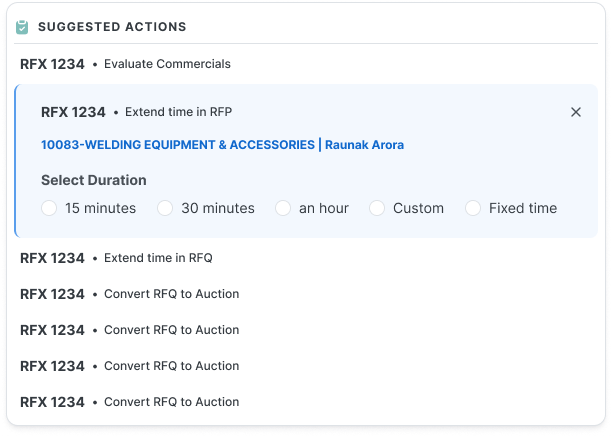 SUGGESTED ACTIONS
RFX 1234 • Evaluate Commercials
RFX 1234 • Extend time in RFP
10083-WELDING EQUIPMENT & ACCESSORIES | Raunak Arora
Select Duration
15 minutes 30 minutes an hour Custom Fixed time
RFX 1234 • Extend time in RFQ
RFX 1234 • Convert RFQ to Auction
RFX 1234 • Convert RFQ to Auction
RFX 1234 • Convert RFQ to Auction
RFX 1234 • Convert RFQ to Auction